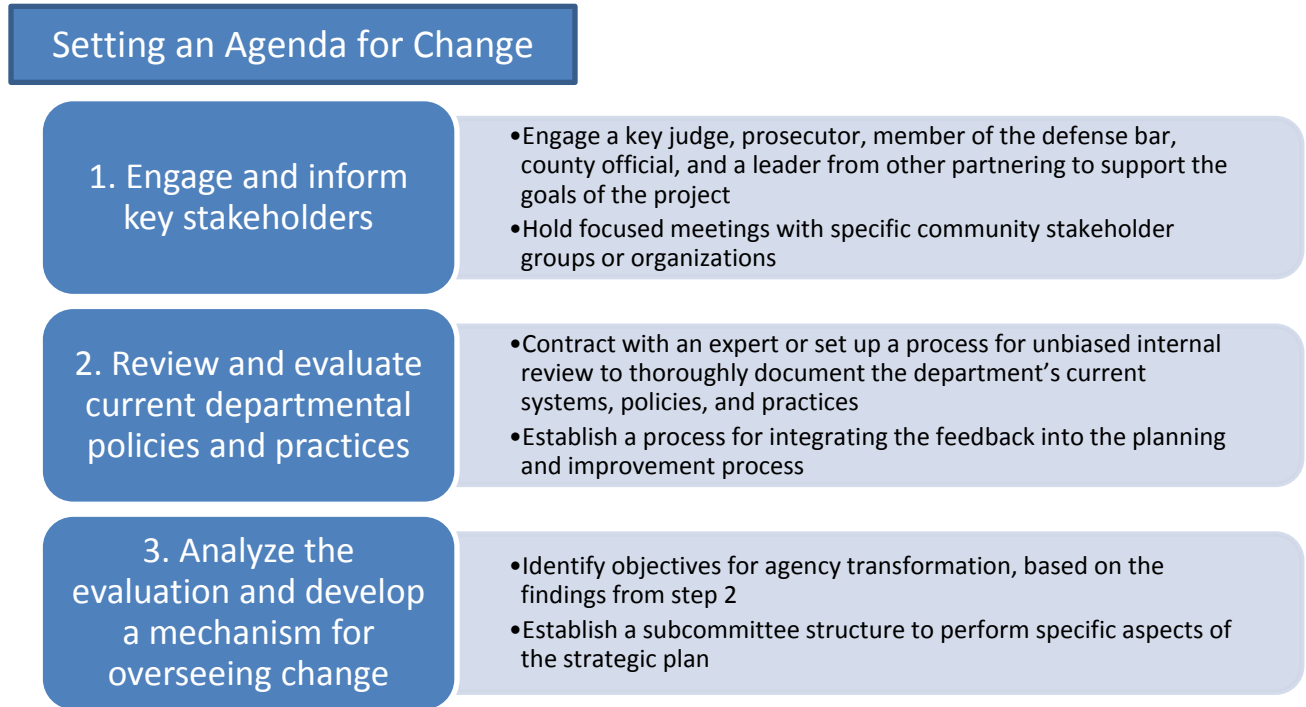 Setting an Agenda for Change
1. Engage and inform
key stakeholders
•Engage a key judge, prosecutor, member of the defense bar,
county official, and a leader from other partnering to support the
goals of the project
•Hold focused meetings with specific community stakeholder
groups or organizations
2. Review and evaluate
current departmental
policies and practices
•Contract with an expert or set up a process for unbiased internal
review to thoroughly document the department’s current
systems, policies, and practices
•Establish a process for integrating the feedback into the planning
and improvement process
3. Analyze the
evaluation and develop
a mechanism for
overseeing change
•Identify objectives for agency transformation, based on the
findings from step 2
•Establish a subcommittee structure to perform specific aspects of
the strategic plan